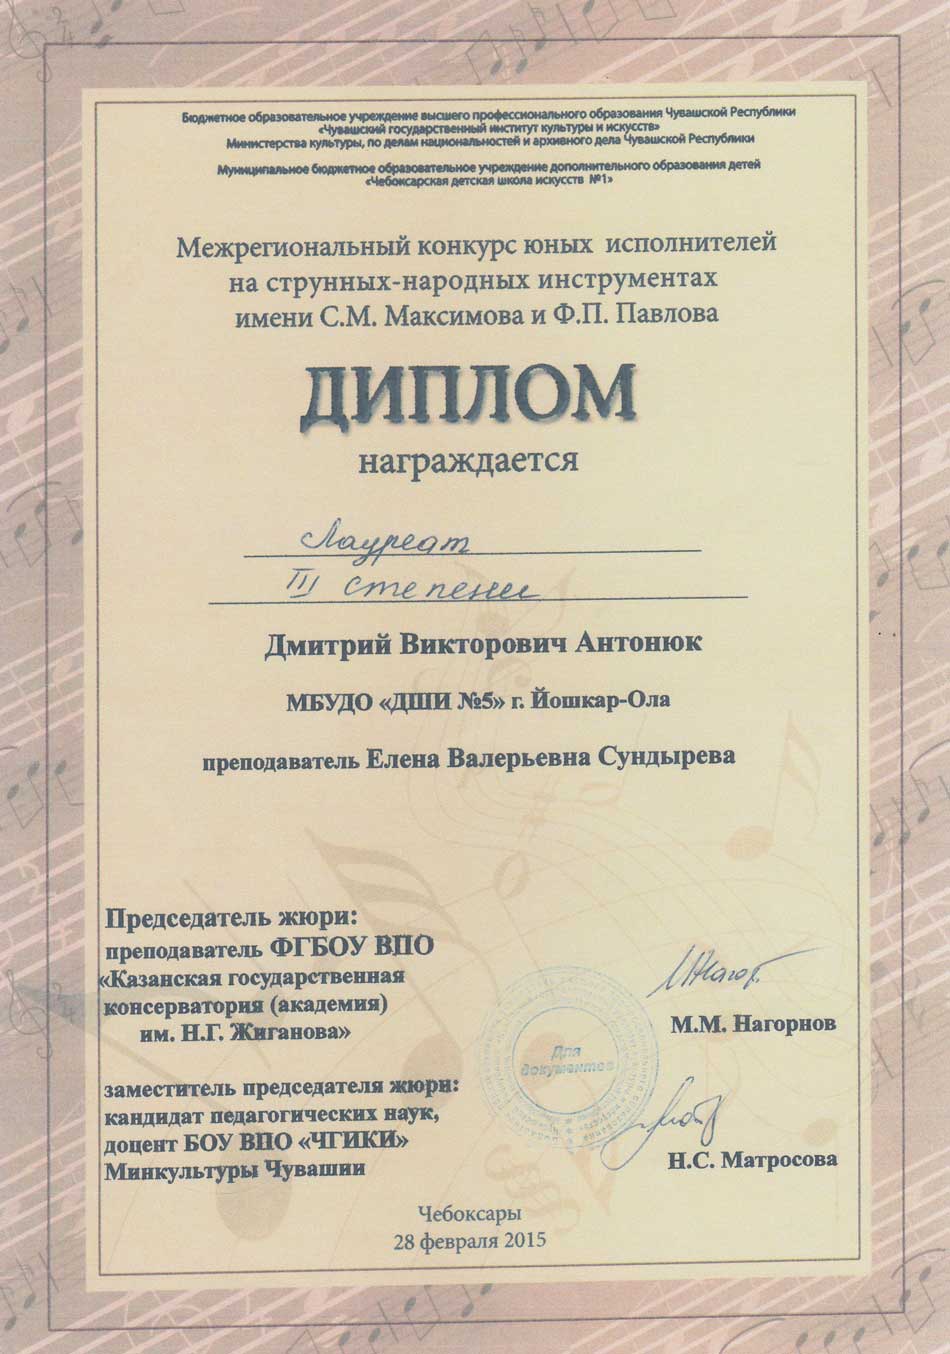 Бюджетное образовательное учреждение высшего профессионального образования Чувашской Республики
«Чувашский государственный институт культуры и искусств»
Министерства культуры, по делам национальностей и архивного дела Чувашской Республики
Муниципальное бюджетное образовательное учреждение дополнительного образования детей
«Чебоксарская детская школа искусств №1»
Межрегиональный конкурс юных исполнителей
на струнных-народных инструментах
имени С.М. Максимова и Ф.П. Павлова
ДИПЛОМ
награждается
Лауреат
III степени
Дмитрий Викторович Антонюк
МБУДО «ДШИ №5» г. Йошкар-Ола
преподаватель Елена Валерьевна Сундырева
Председатель жюри:
преподаватель ФГБОУ ВПО
«Казанская государственная
консерватория (академия)
им. Н.Г. Жиганова»
М.М. Нагорнов
Для
документов
заместитель председателя жюри:
кандидат педагогических наук,
доцент БОУ ВПО «ЧГИКИ»
Минкультуры Чувашии
Н.С. Матросова
Чебоксары
28 февраля 2015